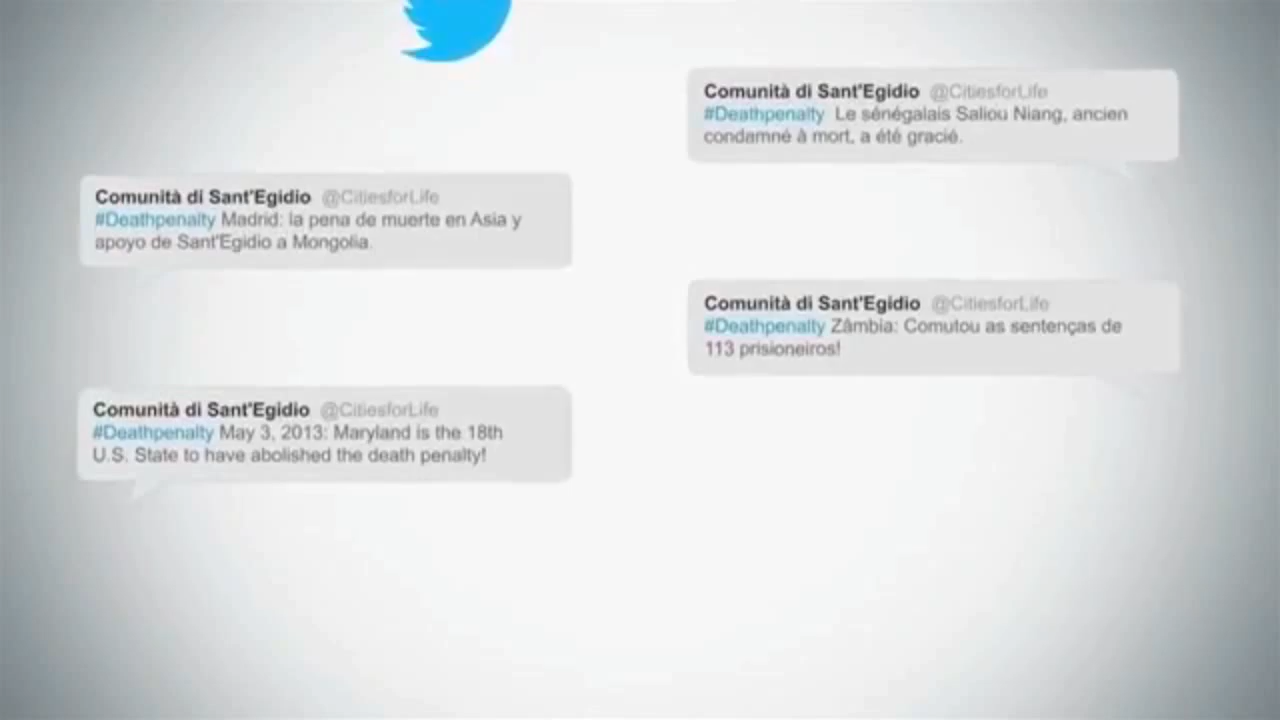 Comunità di Sant'Egidio @CitiesforLife
#Deathpenalty Le sénégalais Saliou Niang, ancien
condamné à mort, a été gracié.
Comunità di Sant'Egidio @CitiesforLife
#Deathpenalty Madrid: la pena de muerte en Asia y
apoyo de Sant'Egidio a Mongolia.
Comunità di Sant'Egidio @CitiesforLife
#Deathpenalty Zâmbia: Comutou as sentenças de
113 prisioneiros!
Comunità di Sant'Egidio @CitiesforLife
#Deathpenalty May 3, 2013: Maryland is the 18th
U.S. State to have abolished the death penalty!